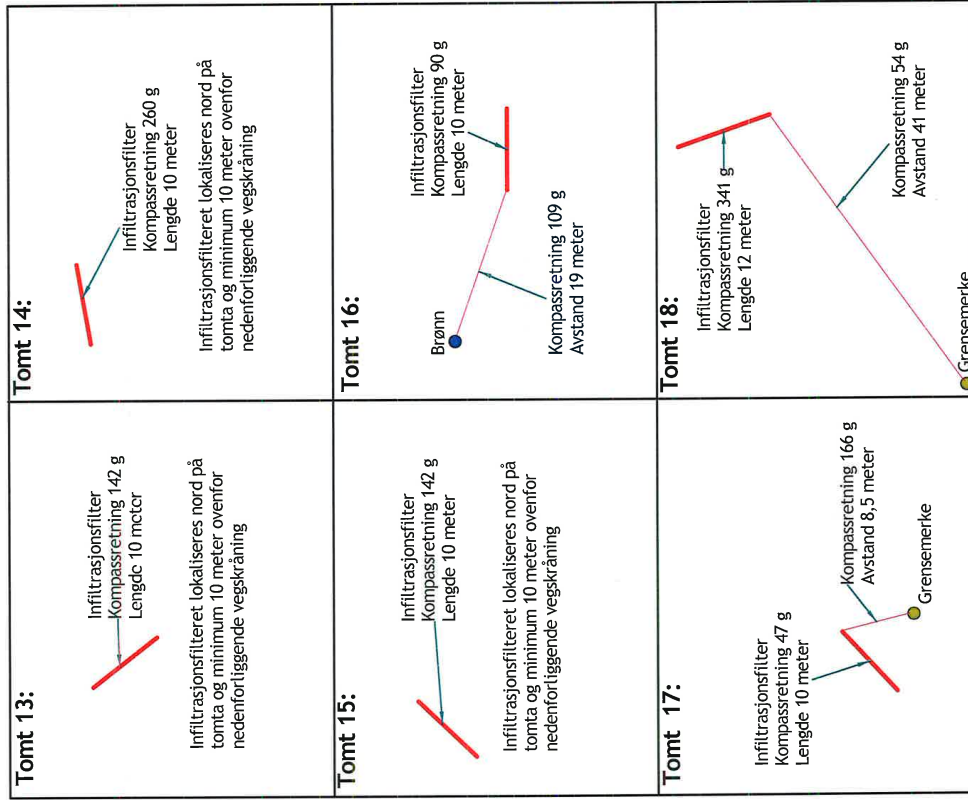 Tomt 13:
Infiltrasjonsfilter
Kompassretning 142 g
Lengde 10 meter
Infiltrasjonsfilteret lokaliseres nord på
tomta og minimum 10 meter ovenfor
nedenforliggende vegskråning
Tomt 14:
Infiltrasjonsfilter
Kompassretning 260 g
Lengde 10 meter
Infiltrasjonsfilteret lokaliseres nord på
tomta og minimum 10 meter ovenfor
nedenforliggende vegskråning
Tomt 15:
Infiltrasjonsfilter
Kompassretning 142 g
Lengde 10 meter
Infiltrasjonsfilteret lokaliseres nord på
tomta og minimum 10 meter ovenfor
nedenforliggende vegskråning
Tomt 16:
Infiltrasjonsfilter
Kompassretning 90 g
Lengde 10 meter
Brønn
Kompassretning 109 g
Avstand 19 meter
Tomt 17:
Infiltrasjonsfilter
Kompassretning 47 g
Lengde 10 meter
Kompassretning 166 g
Avstand 8,5 meter
Grensemerke
Tomt 18:
Infiltrasjonsfilter
Kompassretning 341 g
Lengde 12 meter
Kompassretning 54 g
Avstand 41 meter
Grensemerke